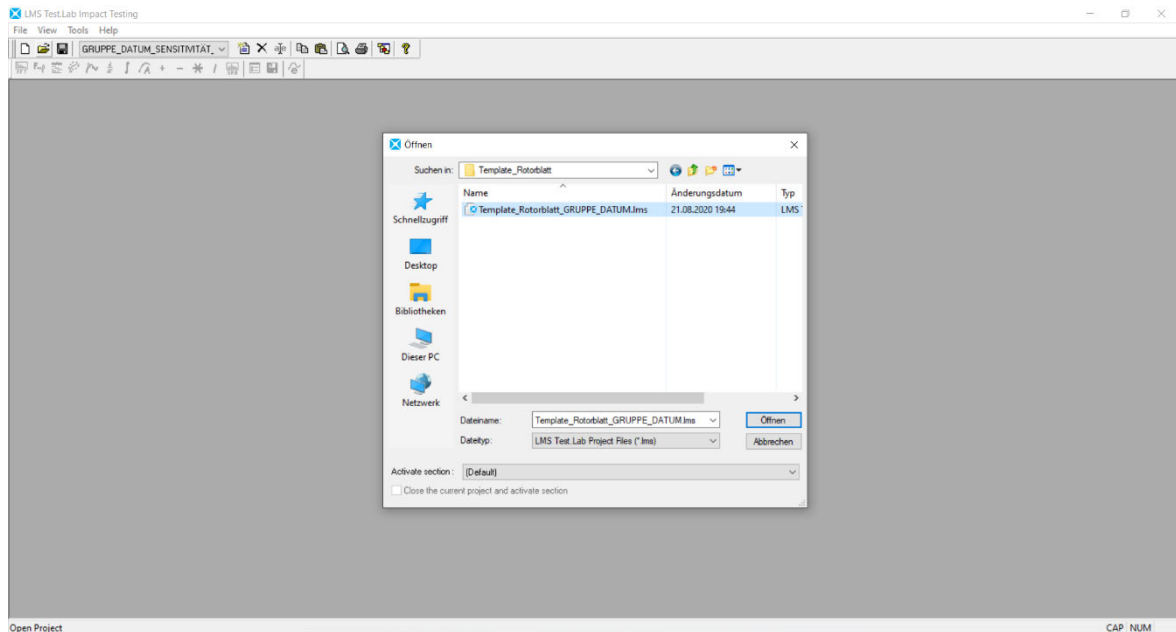 LMS Test.Lab Impact Testing
File View Tools Help
GRUPPE_DATUM_SENSITIVITÄT_
Öffnen
Suchen in: Template_Rotorblatt
Name Änderungsdatum Typ
Template_Rotorblatt_GRUPPE_DATUM.lms 21.08.2020 19:44 LMS
Schnellzugriff
Desktop
Bibliotheken
Dieser PC
Netzwerk
Dateiname: Template_Rotorblatt_GRUPPE_DATUM.lms Öffnen
Dateityp: LMS Test.Lab Project Files (*.lms) Abbrechen
Activate section : (Default)
Close the current project and activate section
Open Project CAP NUM